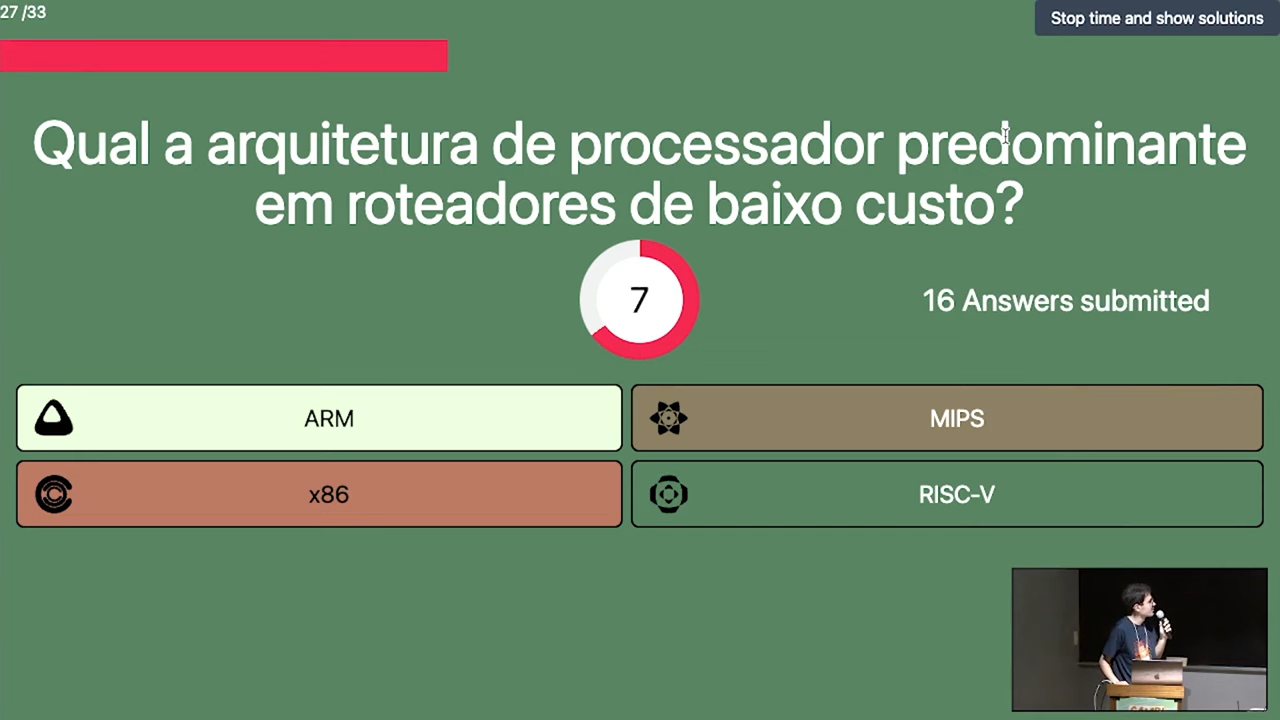 27 /33
Stop time and show solutions
Qual a arquitetura de processador predominante
em roteadores de baixo custo?
7
16 Answers submitted
ARM
MIPS
x86
RISC-V